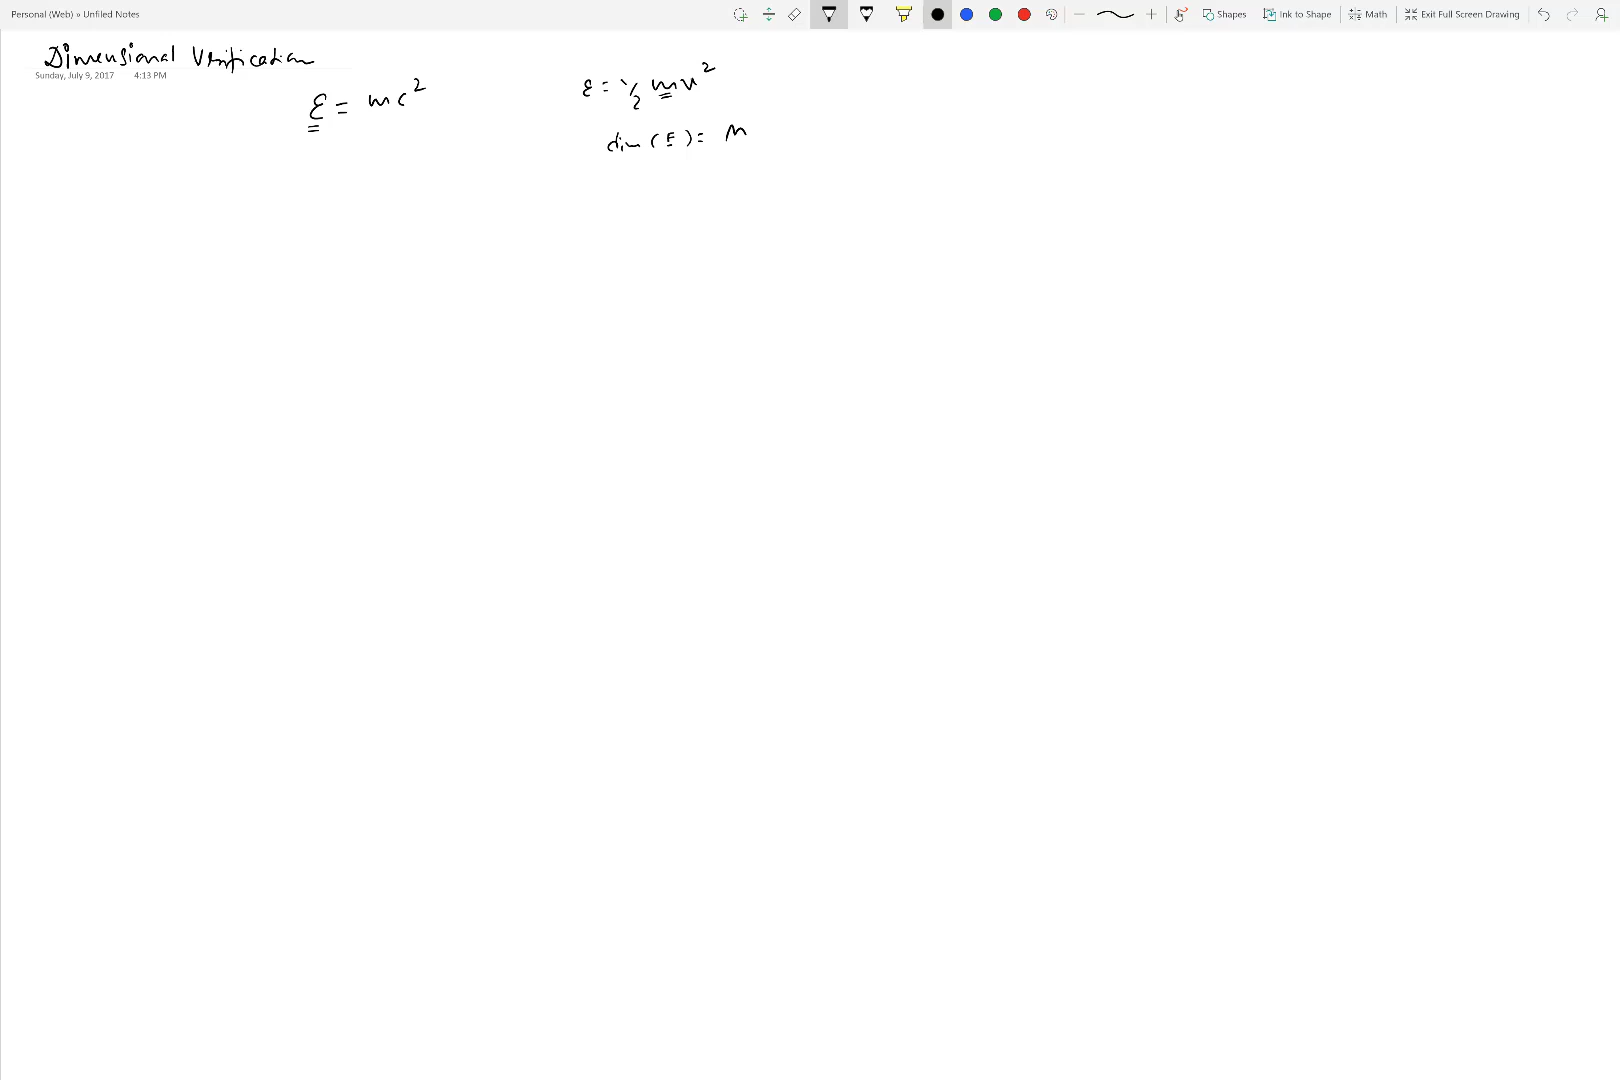 Personal (Web) » Unfiled Notes
Shapes Ink to Shape Math Exit Full Screen Drawing
Dimensional Verification
Sunday, July 9, 2017 4:13 PM
E = mc²
E = 1/2 mv²
dim (E) = M